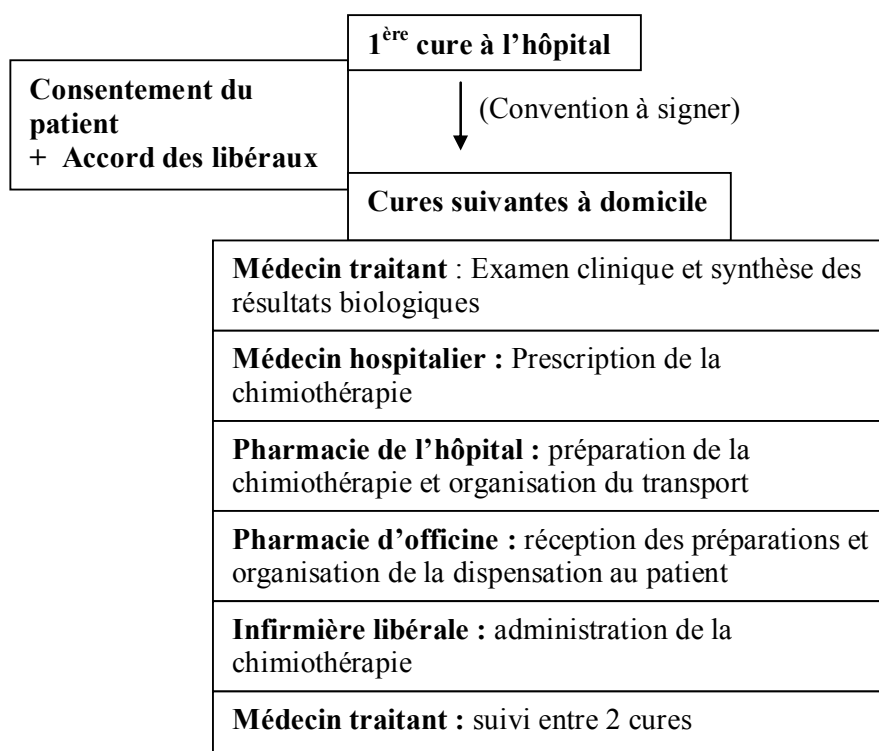 1ère cure à l’hôpital
Consentement du
patient
+ Accord des libéraux
(Convention à signer)
Cures suivantes à domicile
Médecin traitant : Examen clinique et synthèse des
résultats biologiques
Médecin hospitalier : Prescription de la
chimiothérapie
Pharmacie de l’hôpital : préparation de la
chimiothérapie et organisation du transport
Pharmacie d’officine : réception des préparations et
organisation de la dispensation au patient
Infirmière libérale : administration de la
chimiothérapie
Médecin traitant : suivi entre 2 cures